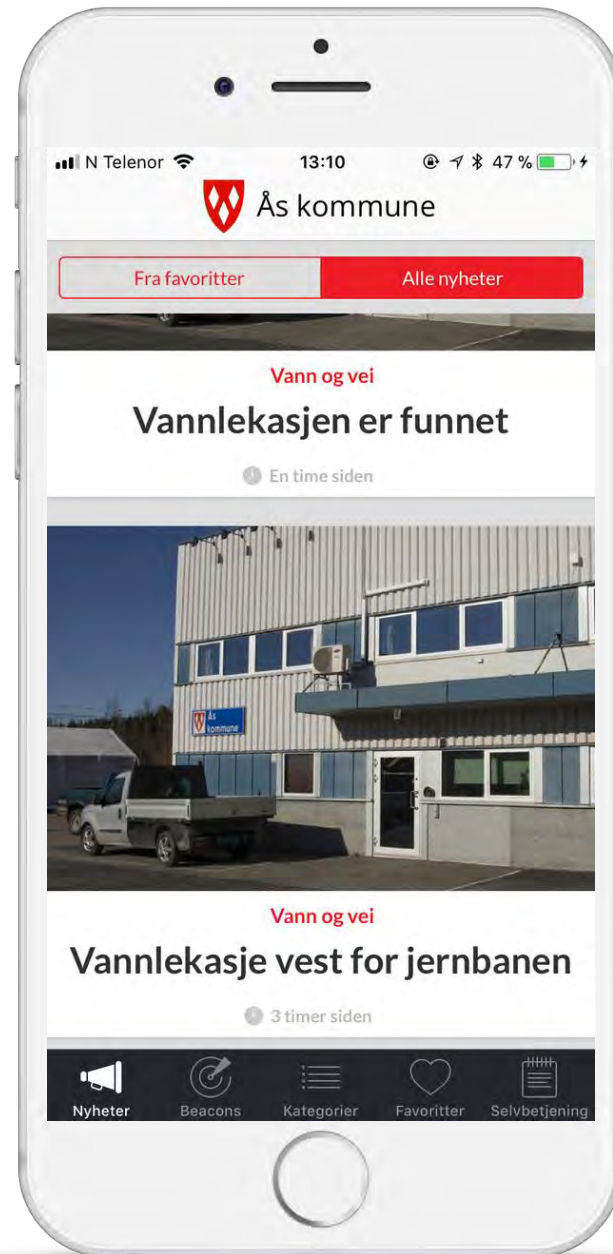 N Telenor 13:10 47 %
Ås kommune
Fra favoritter Alle nyheter
Vann og vei
Vannlekasjen er funnet
En time siden
Ås
kommune
Vann og vei
Vannlekasje vest for jernbanen
3 timer siden
Nyheter Beacons Kategorier Favoritter Selvbetjening